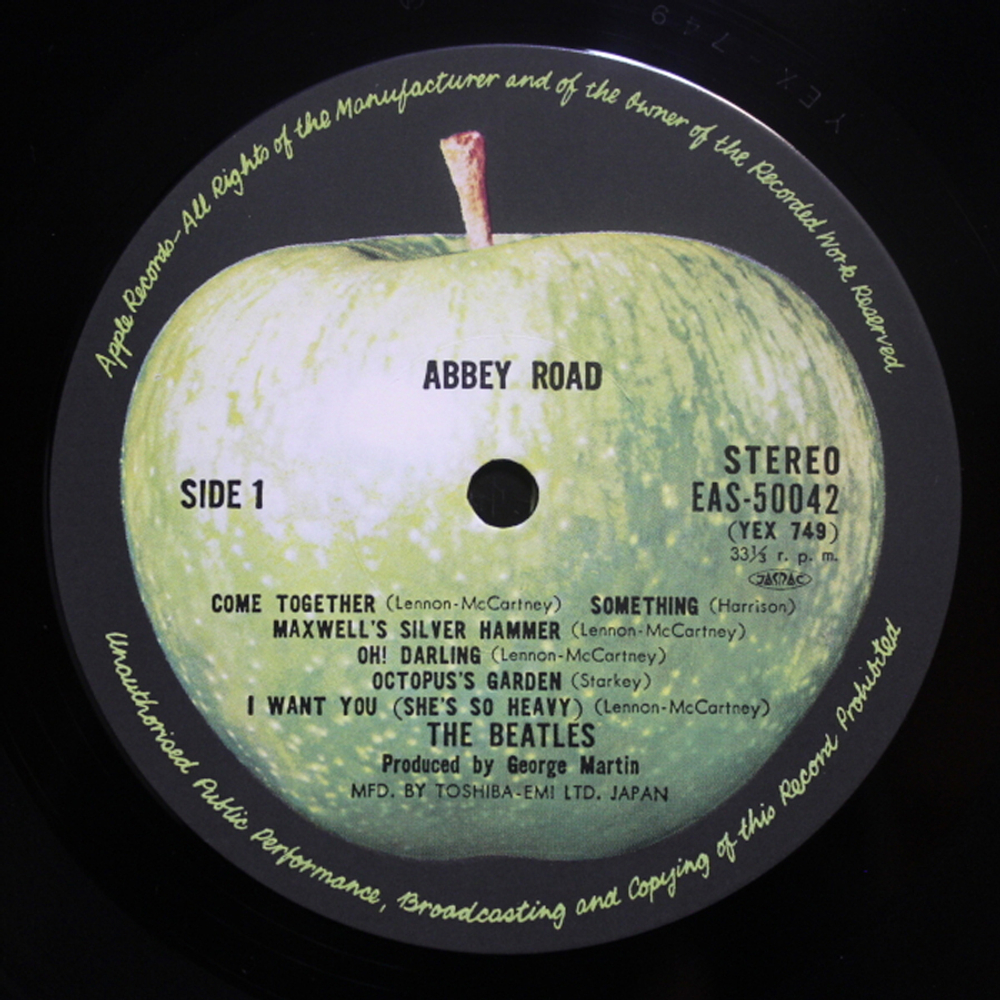 Apple Records-All Rights of the Manufacturer and of the Owner of the Recorded Work Reserved
ABBEY ROAD
SIDE 1
STEREO
EAS-50042
(YEX 749)
33⅓ r. p. m.
JASRAC
COME TOGETHER (Lennon-McCartney) SOMETHING (Harrison)
MAXWELL'S SILVER HAMMER (Lennon-McCartney)
OH! DARLING (Lennon-McCartney)
OCTOPUS'S GARDEN (Starkey)
I WANT YOU (SHE'S SO HEAVY) (Lennon-McCartney)
THE BEATLES
Produced by George Martin
MFD. BY TOSHIBA-EMI LTD. JAPAN
Unauthorised Public Performance, Broadcasting and Copying of this Record Prohibited
YEX-749